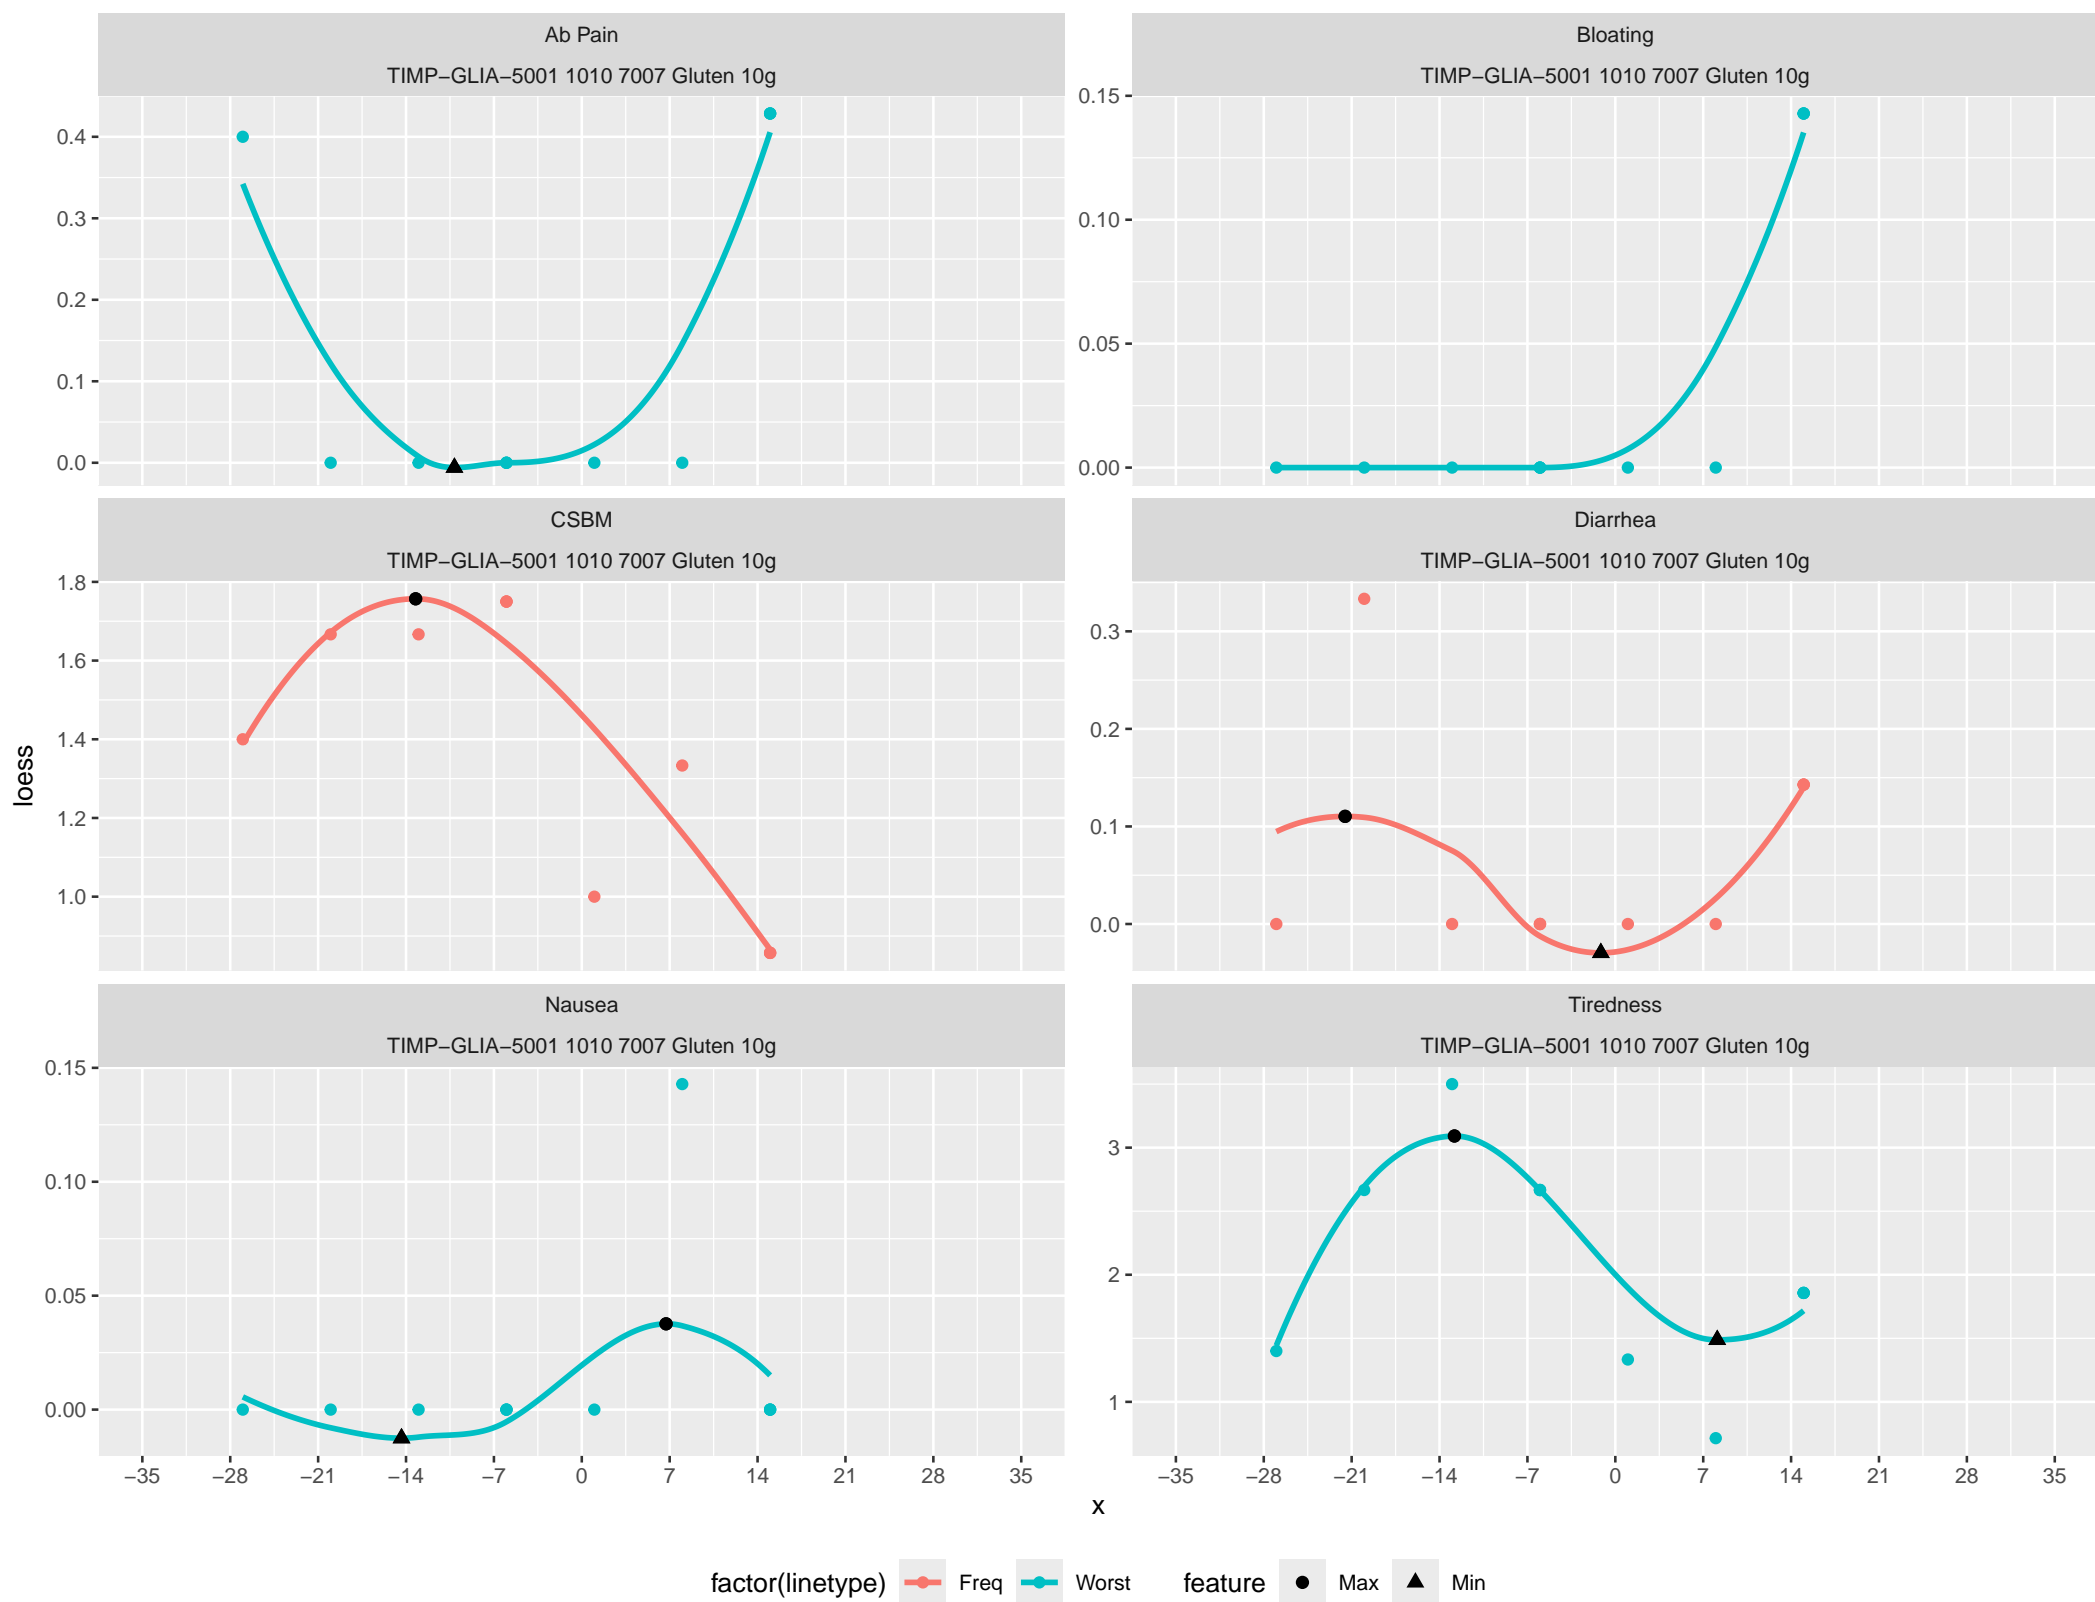 Ab Pain
TIMP−GLIA−5001 1010 7007 Gluten 10g
0.4
0.3
0.2
0.1
0.0
Bloating
TIMP−GLIA−5001 1010 7007 Gluten 10g
0.15
0.10
0.05
0.00
CSBM
TIMP−GLIA−5001 1010 7007 Gluten 10g
1.8
1.6
1.4
1.2
1.0
Diarrhea
TIMP−GLIA−5001 1010 7007 Gluten 10g
0.3
0.2
0.1
0.0
loess
Nausea
TIMP−GLIA−5001 1010 7007 Gluten 10g
0.15
0.10
0.05
0.00
−35 −28 −21 −14 −7 0 7 14 21 28 35
Tiredness
TIMP−GLIA−5001 1010 7007 Gluten 10g
3
2
1
−35 −28 −21 −14 −7 0 7 14 21 28 35
x
factor(linetype) Freq Worst feature Max Min